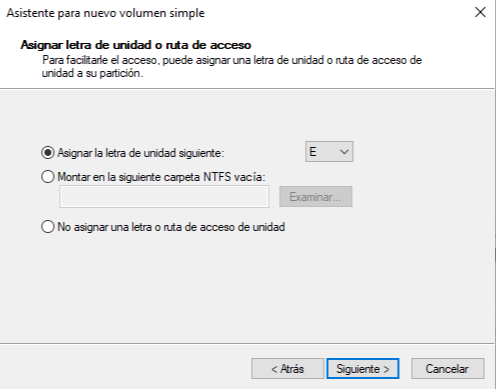 Asistente para nuevo volumen simple
Asignar letra de unidad o ruta de acceso
Para facilitarle el acceso, puede asignar una letra de unidad o ruta de acceso de
unidad a su partición.
Asignar la letra de unidad siguiente:
E
Montar en la siguiente carpeta NTFS vacía:
Examinar...
No asignar una letra o ruta de acceso de unidad
< Atrás
Siguiente >
Cancelar